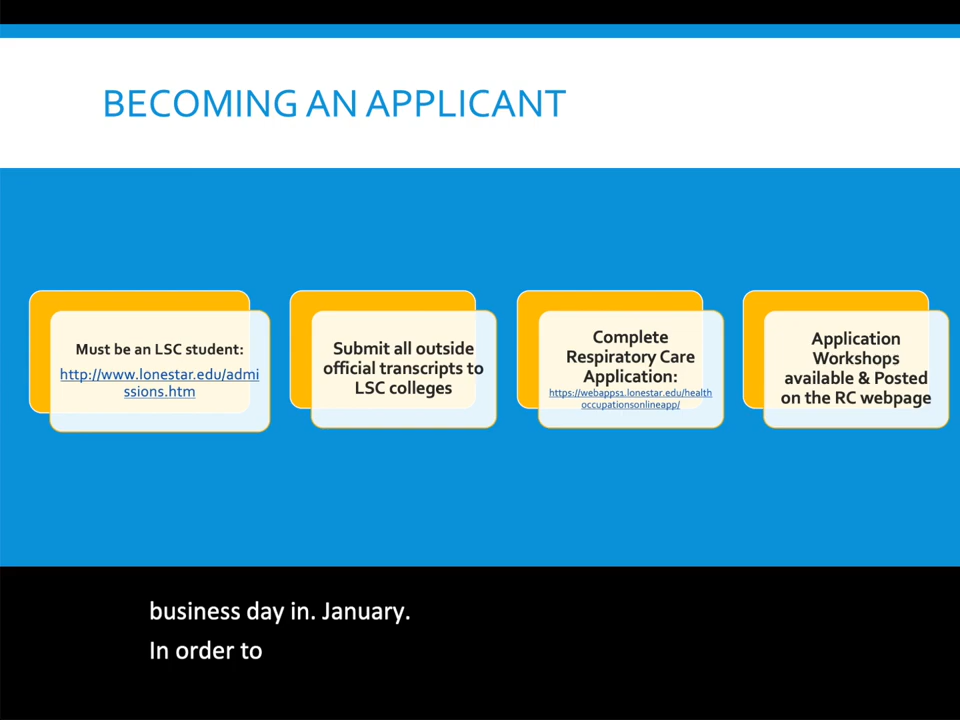 BECOMING AN APPLICANT
Must be an LSC student:
http://www.lonestar.edu/admi
ssions.htm
Submit all outside
official transcripts to
LSC colleges
Complete
Respiratory Care
Application:
https://webapps1.lonestar.edu/health
occupationsonlineapp/
Application
Workshops
available & Posted
on the RC webpage
business day in. January.
In order to